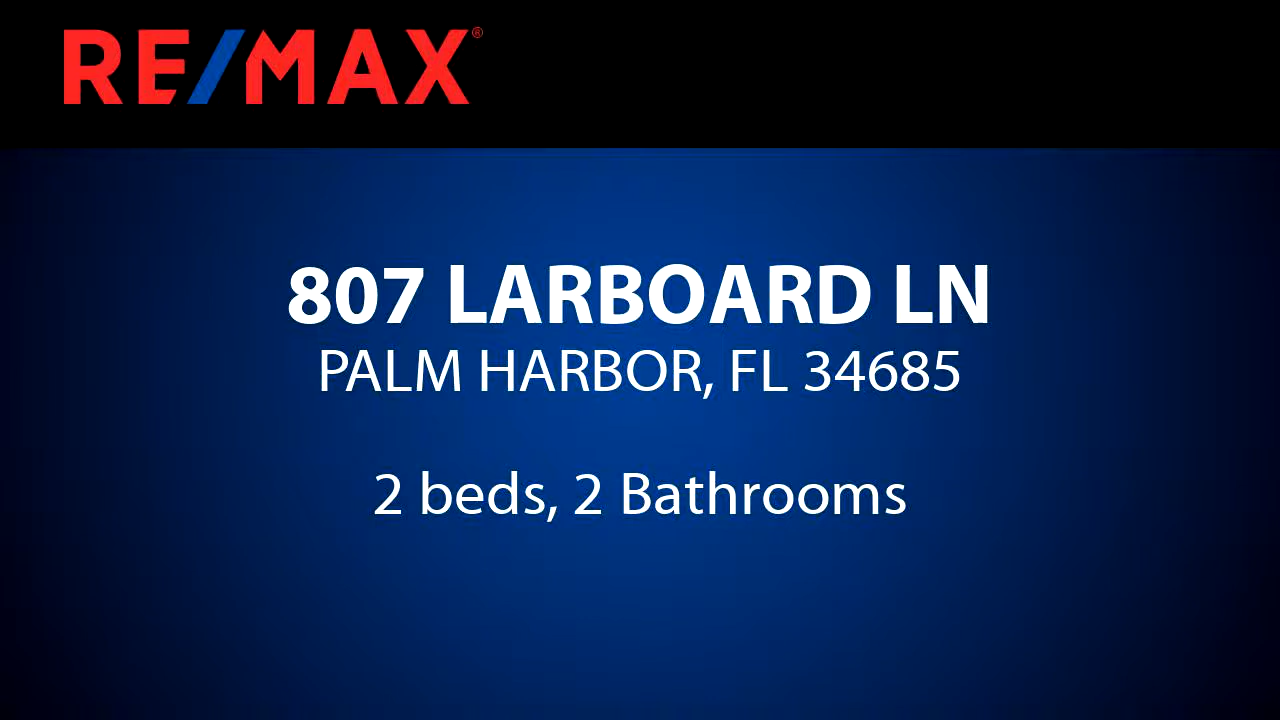 RE/MAX®
807 LARBOARD LN
PALM HARBOR, FL 34685
2 beds, 2 Bathrooms